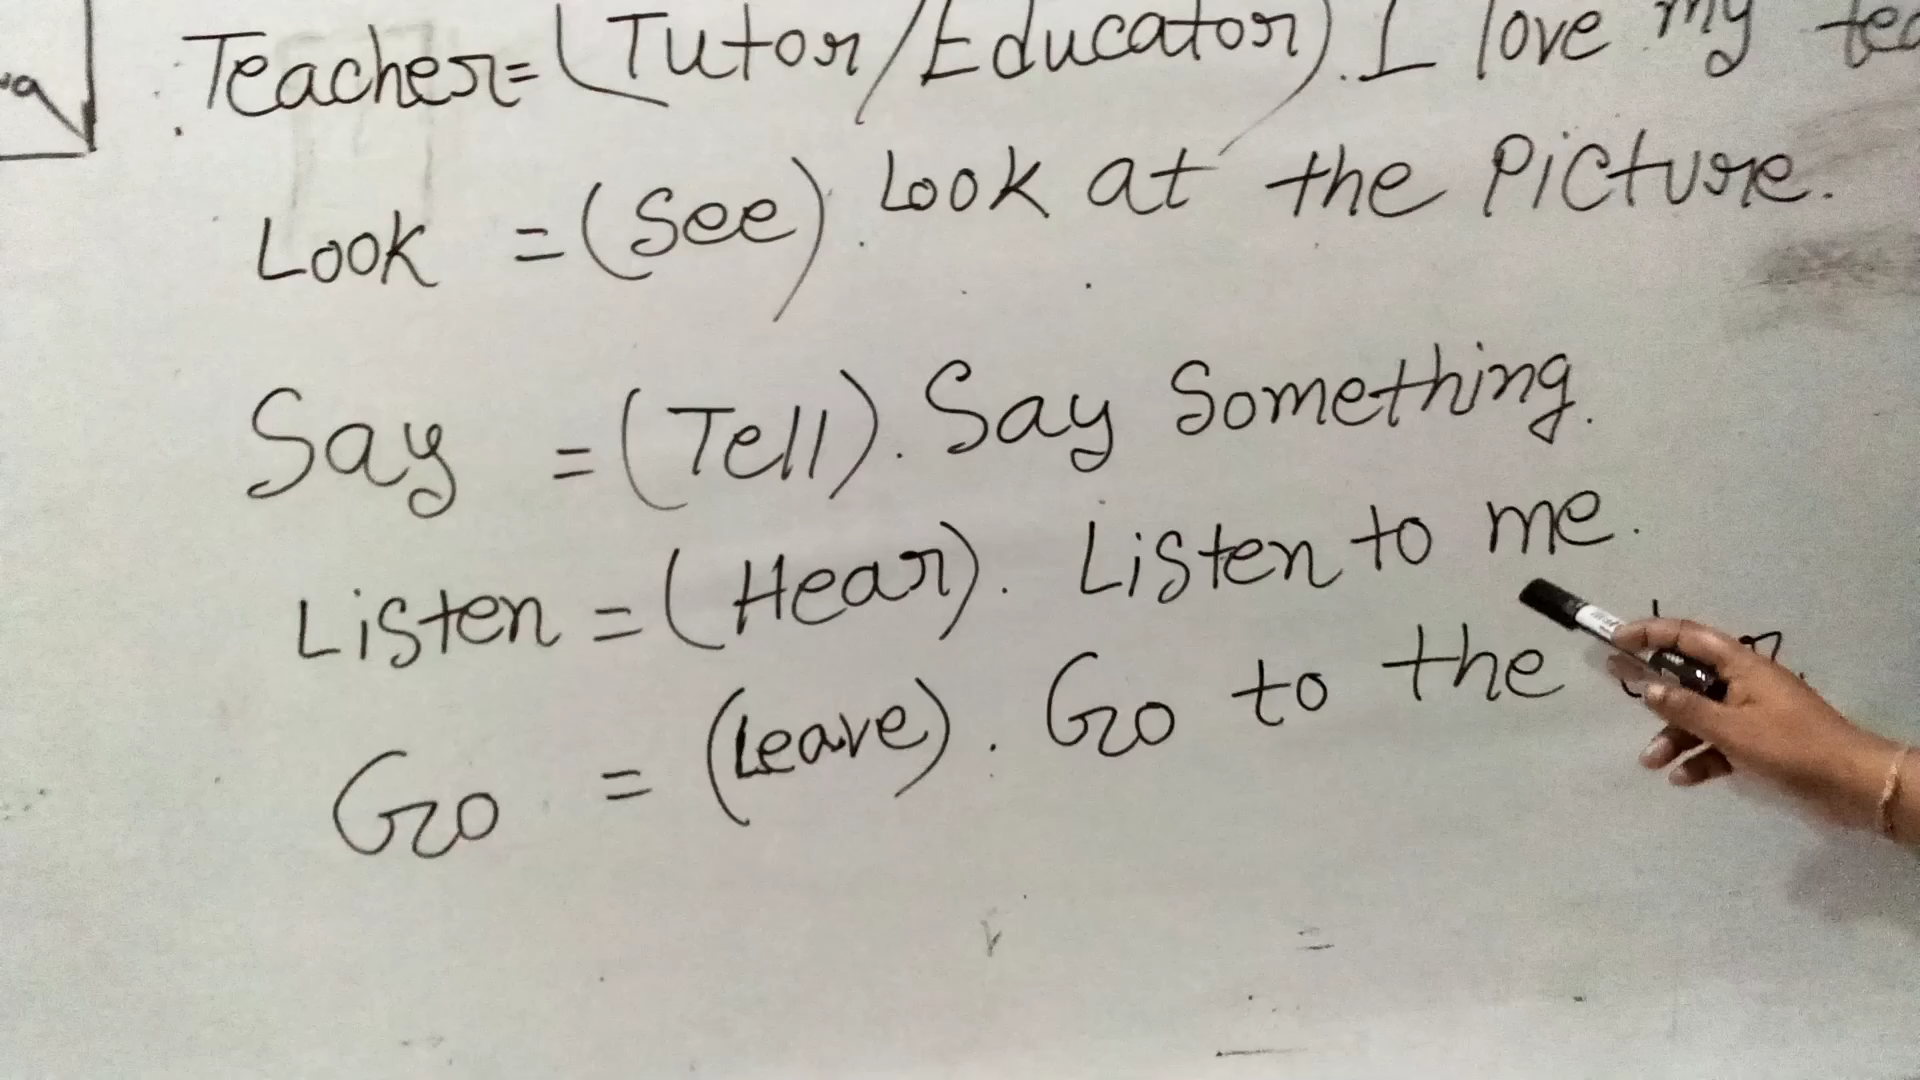 Teacher=(Tutor/Educator). I love my
Look = (See). Look at the Picture.
Say = (Tell). Say Something.
Listen = (Hear). Listen to me.
Go = (Leave). Go to the